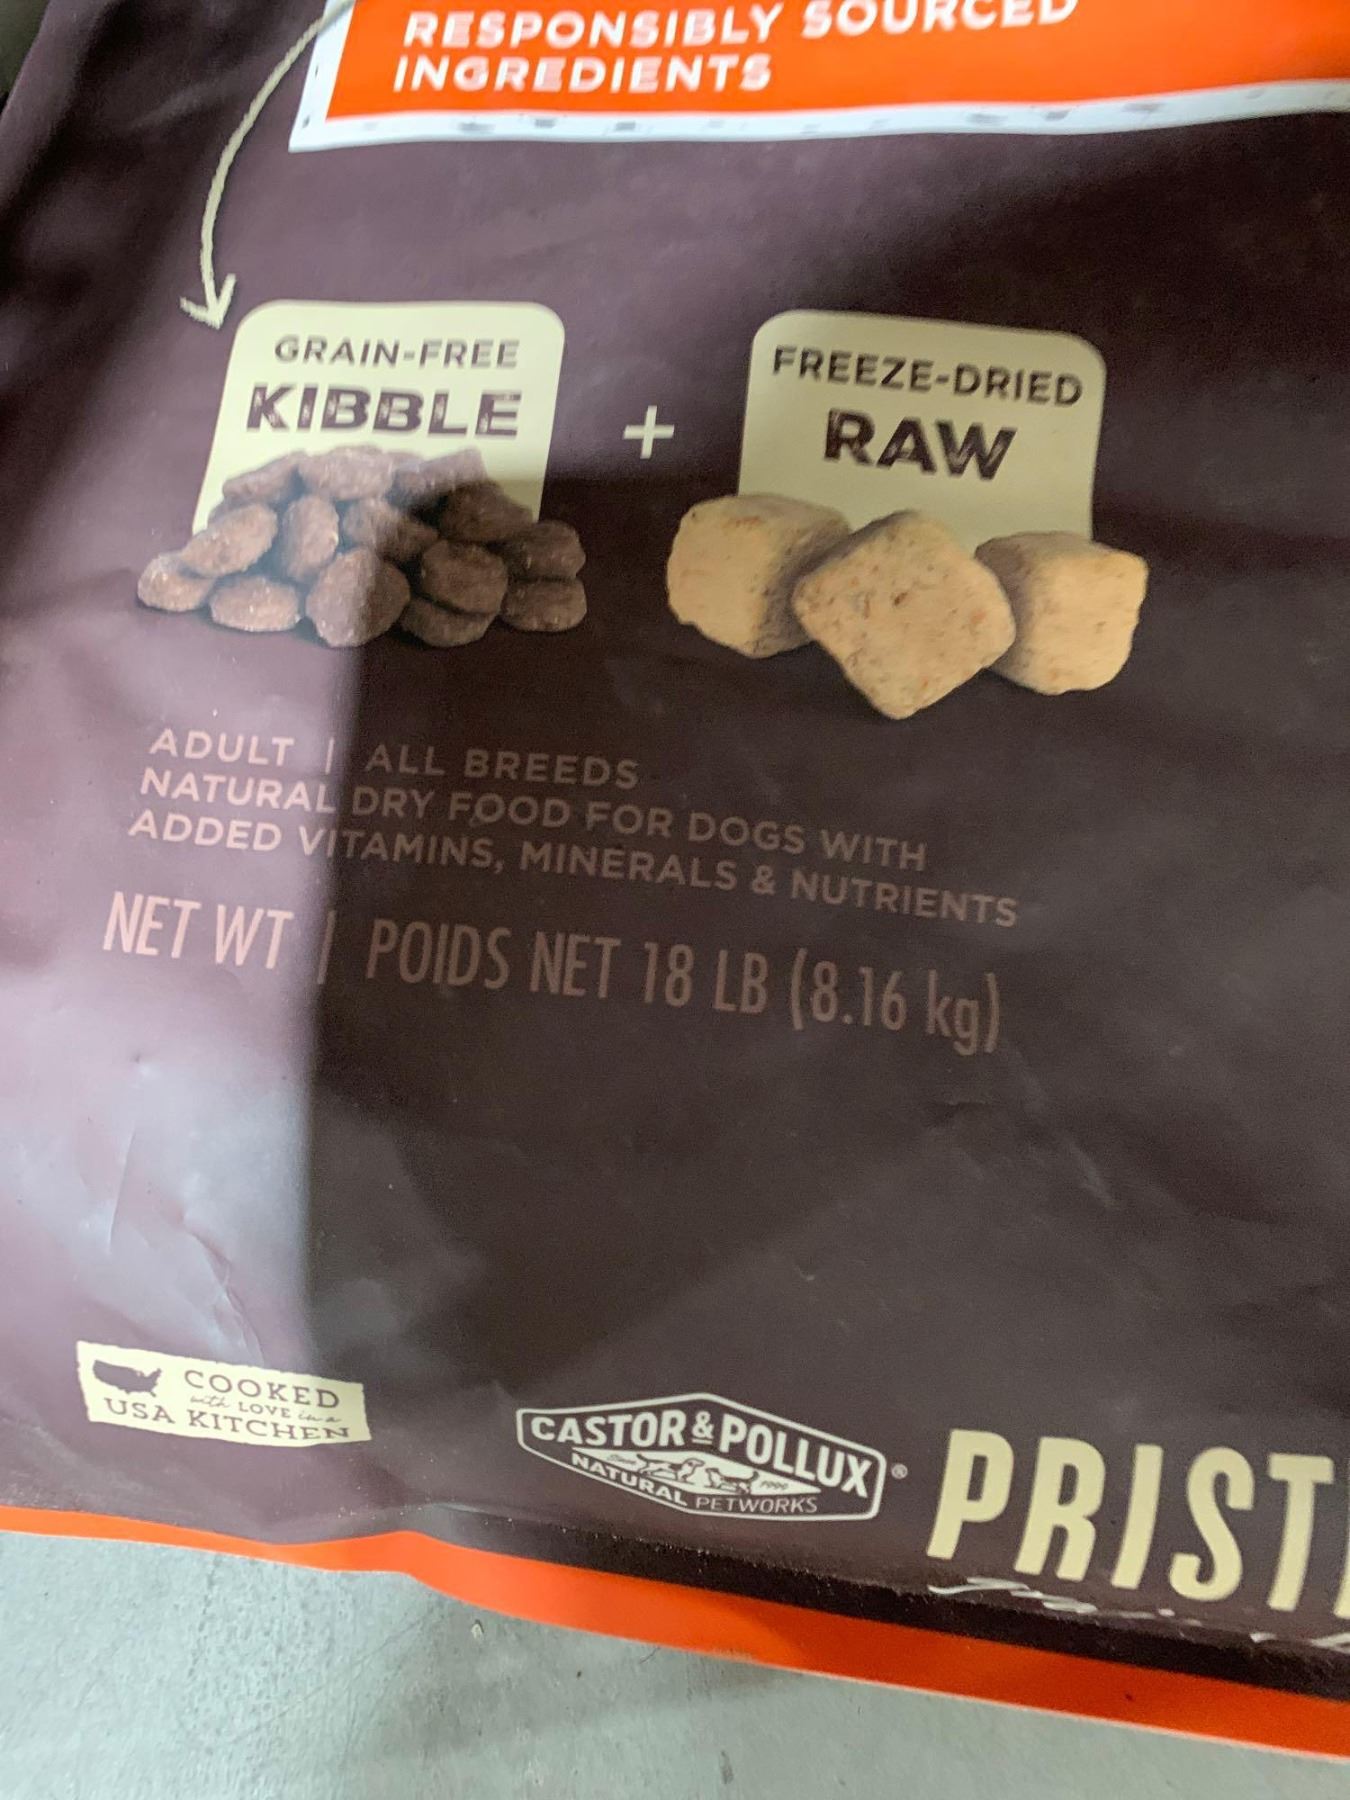 RESPONSIBLY SOURCED
INGREDIENTS
GRAIN-FREE
KIBBLE
+
FREEZE-DRIED
RAW
ADULT | ALL BREEDS
NATURAL DRY FOOD FOR DOGS WITH
ADDED VITAMINS, MINERALS & NUTRIENTS
NET WT | POIDS NET 18 LB (8.16 kg)
COOKED
with LOVE in a
USA KITCHEN
CASTOR & POLLUX®
NATURAL PETWORKS
PRISTI